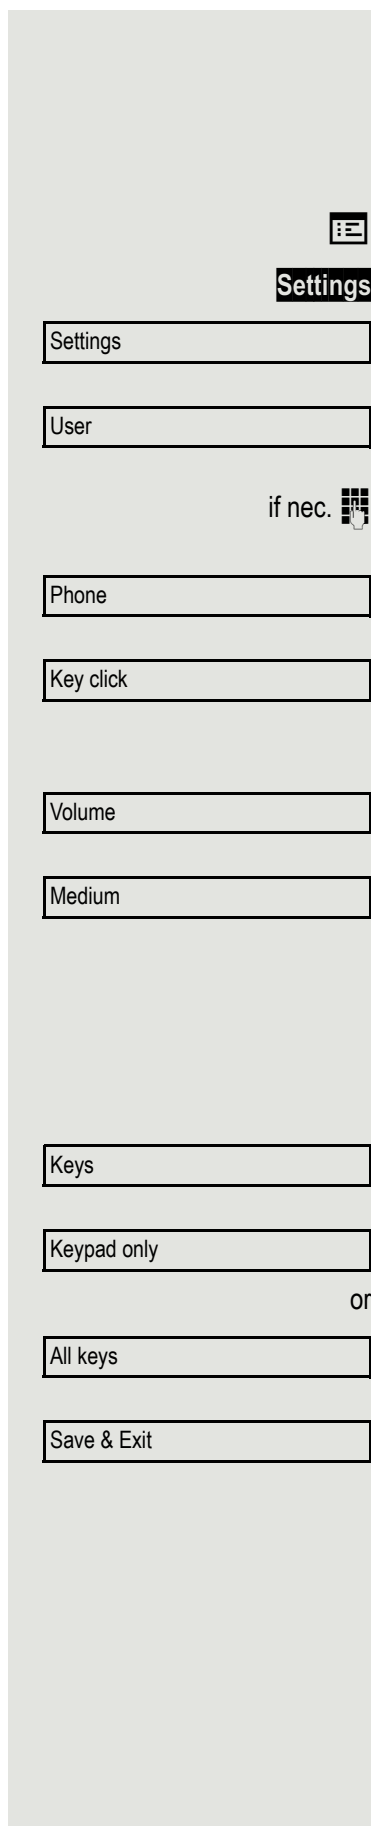 Settings
Settings
User
if nec.
Phone
Key click
Volume
Medium
Keys
Keypad only
or
All keys
Save & Exit